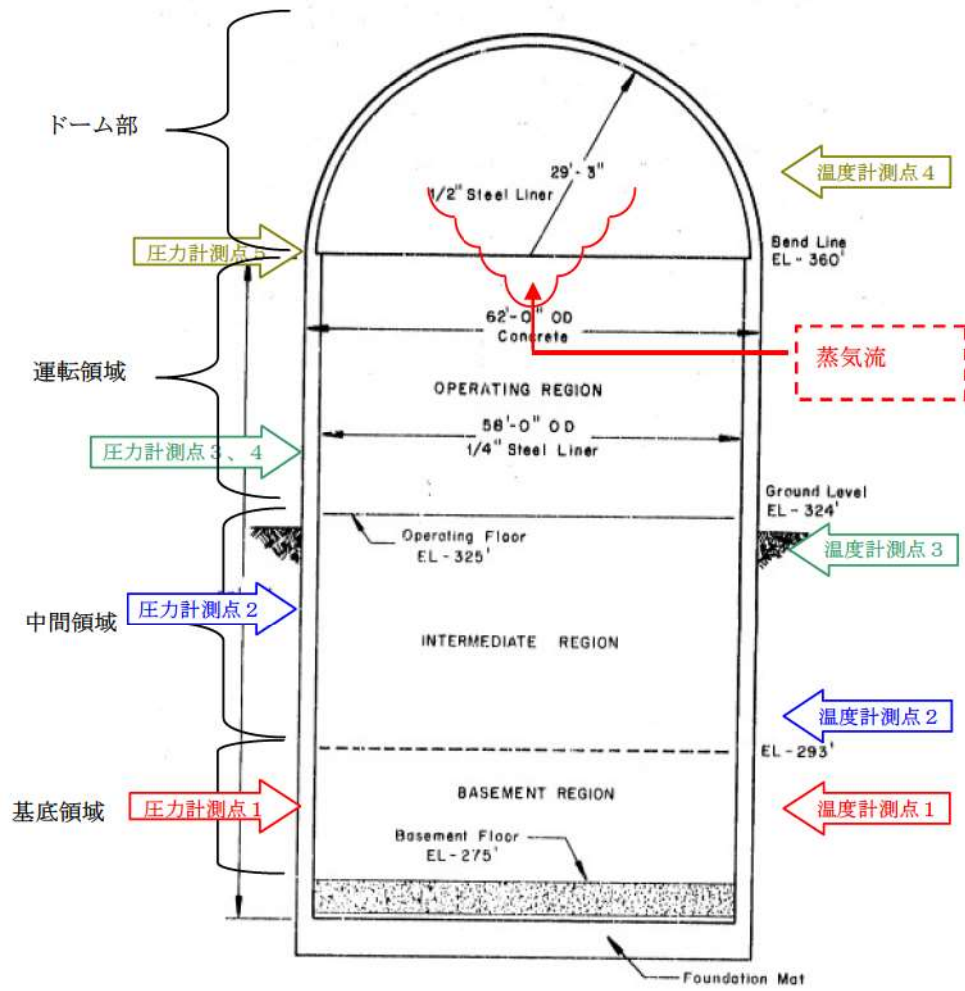 ドーム部
温度計測点4
29'-3"
1/2" Steel Liner
圧力計測点5
Bend Line
EL-360'
62'-0" OD
Concrete
蒸気流
運転領域
OPERATING REGION
58'-0" OD
1/4" Steel Liner
圧力計測点3、4
Ground Level
EL-324'
Operating Floor
EL-325'
温度計測点3
圧力計測点2
中間領域
INTERMEDIATE REGION
温度計測点2
EL-293'
BASEMENT REGION
圧力計測点1
温度計測点1
基底領域
Basement Floor
EL-275'
Foundation Mat